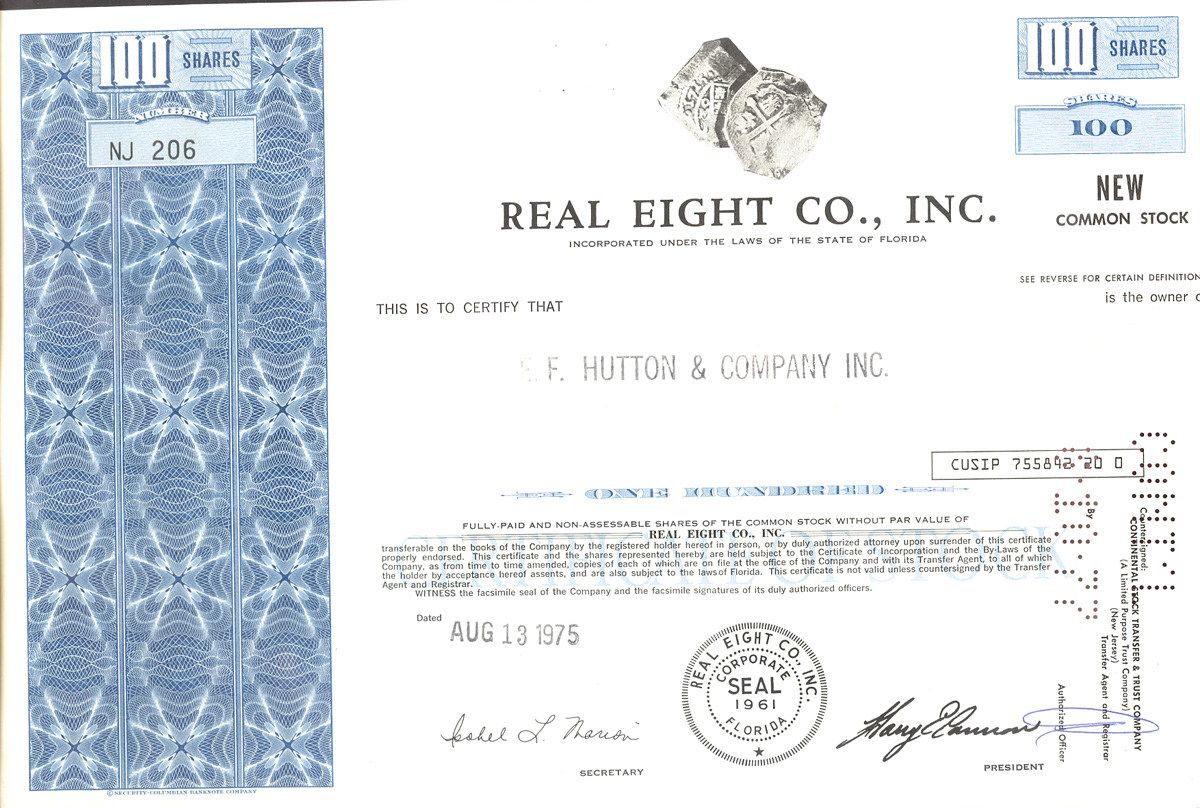 100 SHARES
NUMBER
NJ 206
100 SHARES
SHARES
100
NEW
COMMON STOCK
REAL EIGHT CO., INC.
INCORPORATED UNDER THE LAWS OF THE STATE OF FLORIDA
SEE REVERSE FOR CERTAIN DEFINITION
THIS IS TO CERTIFY THAT
is the owner o
E. F. HUTTON & COMPANY INC.
CUSIP 755842 20 0
ONE HUNDRED
FULLY-PAID AND NON-ASSESSABLE SHARES OF THE COMMON STOCK WITHOUT PAR VALUE OF
REAL EIGHT CO., INC.
CERTIFICATE OF STOCK
transferable on the books of the Company by the registered holder hereof in person, or by duly authorized attorney upon surrender of this certificate
properly endorsed. This certificate and the shares represented hereby are held subject to the Certificate of Incorporation and the By-Laws of the
Company, as from time to time amended, copies of each of which are on file at the office of the Company and with its Transfer Agent, to all of which
the holder by acceptance hereof assents, and are also subject to the laws of Florida. This certificate is not valid unless countersigned by the Transfer
Agent and Registrar.
WITNESS the facsimile seal of the Company and the facsimile signatures of its duly authorized officers.
Dated
AUG 13 1975
REAL EIGHT CO., INC.
CORPORATE
SEAL
1961
FLORIDA
Isabel L. Marion
SECRETARY
Harry E. Cannon
PRESIDENT
Countersigned:
CONTINENTAL STOCK TRANSFER & TRUST COMPANY
(A Limited Purpose Trust Company)
(New Jersey)
Transfer Agent and Registrar
By
Authorized Officer
© SECURITY-COLUMBIAN BANKNOTE COMPANY